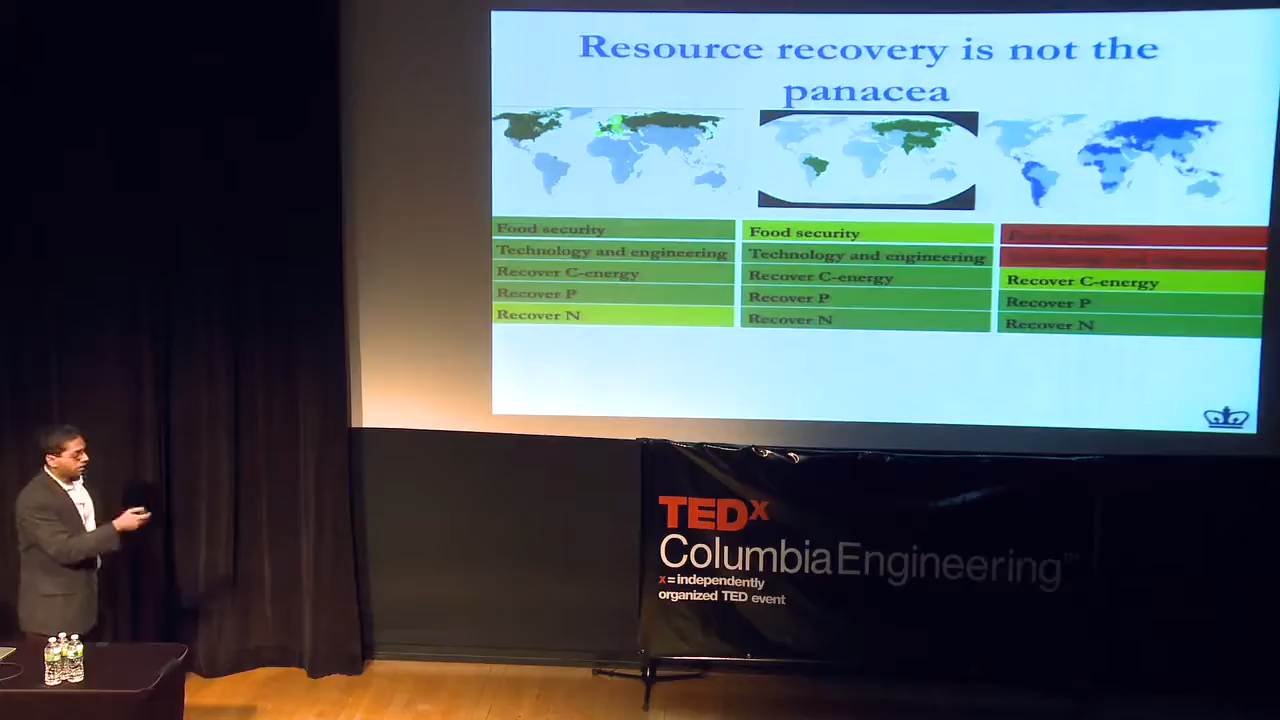 Resource recovery is not the
panacea
Food security
Technology and engineering
Recover C-energy
Recover P
Recover N
Food security
Technology and engineering
Recover C-energy
Recover P
Recover N
Recover C-energy
Recover P
Recover N
TEDx
ColumbiaEngineering™
x = independently
organized TED event